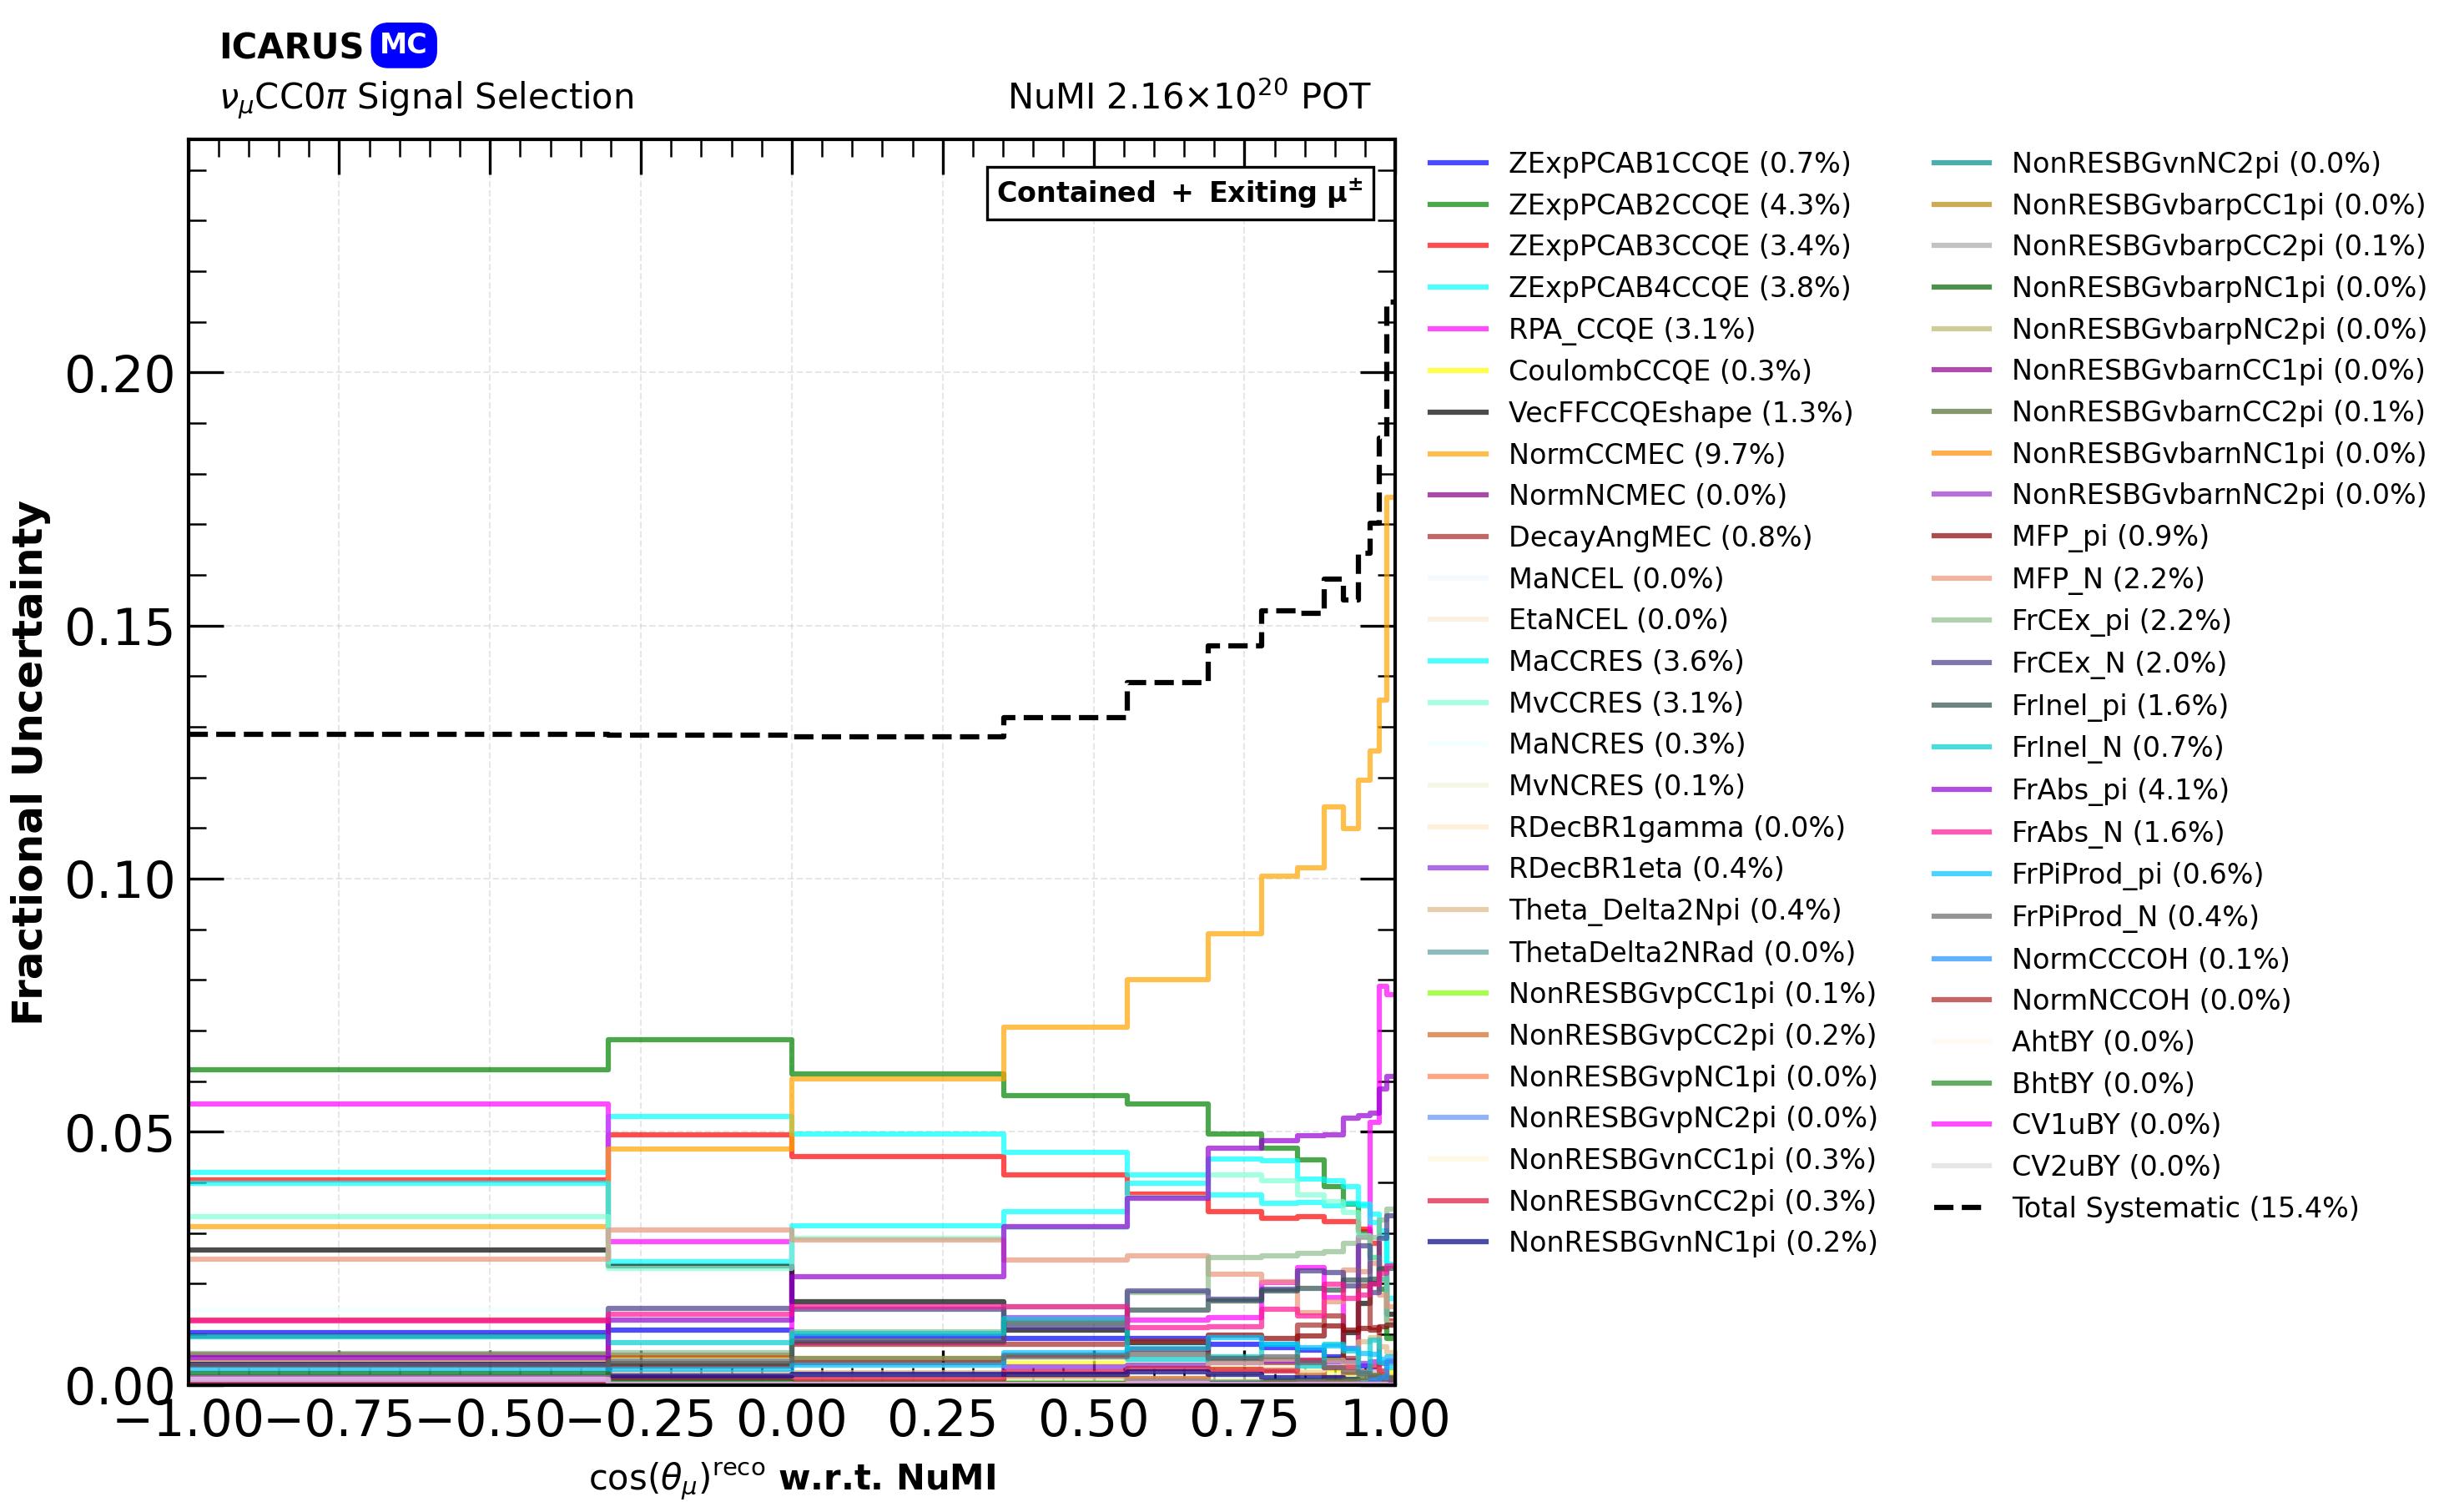 ICARUS MC
νμCC0π Signal Selection
NuMI 2.16×10²⁰ POT
Contained + Exiting μ±
Fractional Uncertainty
0.20
0.15
0.10
0.05
0.00
−1.00 −0.75 −0.50 −0.25 0.00 0.25 0.50 0.75 1.00
cos(θμ)reco w.r.t. NuMI
ZExpPCAB1CCQE (0.7%)
ZExpPCAB2CCQE (4.3%)
ZExpPCAB3CCQE (3.4%)
ZExpPCAB4CCQE (3.8%)
RPA_CCQE (3.1%)
CoulombCCQE (0.3%)
VecFFCCQEshape (1.3%)
NormCCMEC (9.7%)
NormNCMEC (0.0%)
DecayAngMEC (0.8%)
MaNCEL (0.0%)
EtaNCEL (0.0%)
MaCCRES (3.6%)
MvCCRES (3.1%)
MaNCRES (0.3%)
MvNCRES (0.1%)
RDecBR1gamma (0.0%)
RDecBR1eta (0.4%)
Theta_Delta2Npi (0.4%)
ThetaDelta2NRad (0.0%)
NonRESBGvpCC1pi (0.1%)
NonRESBGvpCC2pi (0.2%)
NonRESBGvpNC1pi (0.0%)
NonRESBGvpNC2pi (0.0%)
NonRESBGvnCC1pi (0.3%)
NonRESBGvnCC2pi (0.3%)
NonRESBGvnNC1pi (0.2%)
NonRESBGvnNC2pi (0.0%)
NonRESBGvbarpCC1pi (0.0%)
NonRESBGvbarpCC2pi (0.1%)
NonRESBGvbarpNC1pi (0.0%)
NonRESBGvbarpNC2pi (0.0%)
NonRESBGvbarnCC1pi (0.0%)
NonRESBGvbarnCC2pi (0.1%)
NonRESBGvbarnNC1pi (0.0%)
NonRESBGvbarnNC2pi (0.0%)
MFP_pi (0.9%)
MFP_N (2.2%)
FrCEx_pi (2.2%)
FrCEx_N (2.0%)
FrInel_pi (1.6%)
FrInel_N (0.7%)
FrAbs_pi (4.1%)
FrAbs_N (1.6%)
FrPiProd_pi (0.6%)
FrPiProd_N (0.4%)
NormCCCOH (0.1%)
NormNCCOH (0.0%)
AhtBY (0.0%)
BhtBY (0.0%)
CV1uBY (0.0%)
CV2uBY (0.0%)
Total Systematic (15.4%)